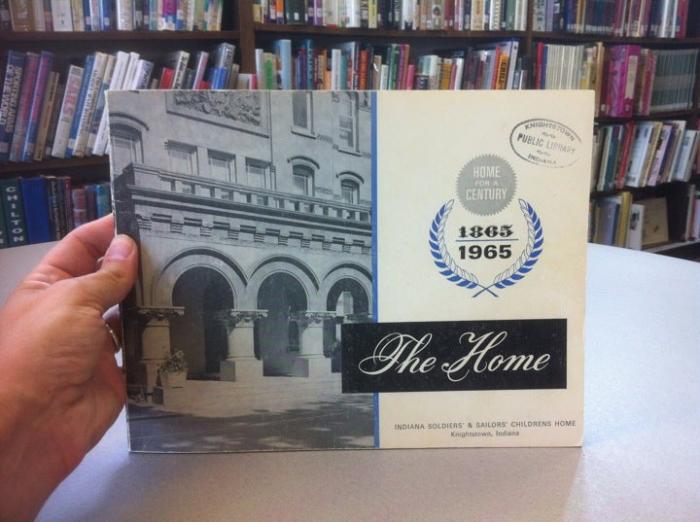 KNIGHTSTOWN
PUBLIC LIBRARY
INDIANA
HOME
FOR A
CENTURY
1865
1965
The Home
INDIANA SOLDIERS' & SAILORS' CHILDRENS HOME
Knightstown, Indiana
CHILTON